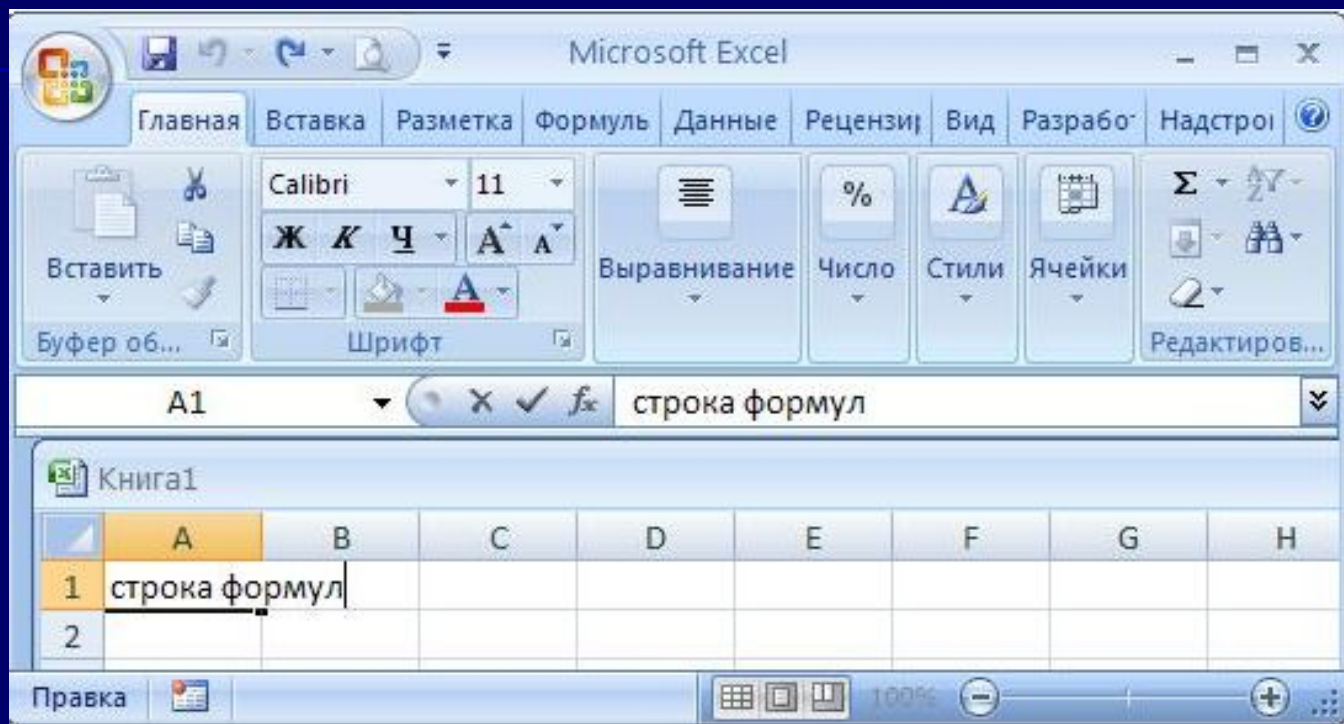 Microsoft Excel
Главная Вставка Разметка Формуль Данные Рецензи Вид Разрабо Надстро
Calibri 11
Ж К Ч A A
Вставить Выравнивание Число Стили Ячейки
% Σ
Буфер об... Шрифт Редактиров...
A1 fx строка формул
Книга1
A B C D E F G H
1 строка формул
2
Правка 100%